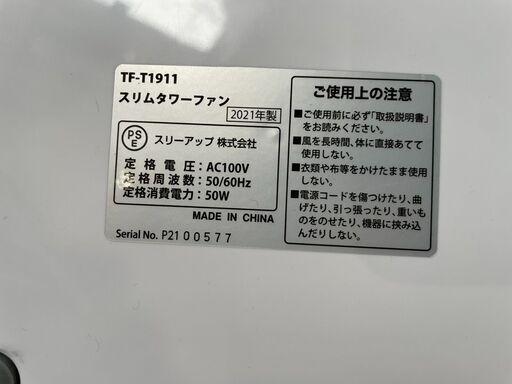 TF-T1911
スリムタワーファン
2021年製
PS
E
スリーアップ 株式会社
定格電圧:AC100V
定格周波数:50/60Hz
定格消費電力:50W
MADE IN CHINA
Serial No. P2100577
ご使用上の注意
■ご使用前に必ず「取扱説明書」
をお読みください。
■風を長時間、体に直接あてて
使用しない。
■衣類や布等をかけたまま使用
しない。
■電源コードを傷つけたり、曲
げたり、引っ張ったり、重いも
のをのせたり、機器に挟み込
んだりしない。